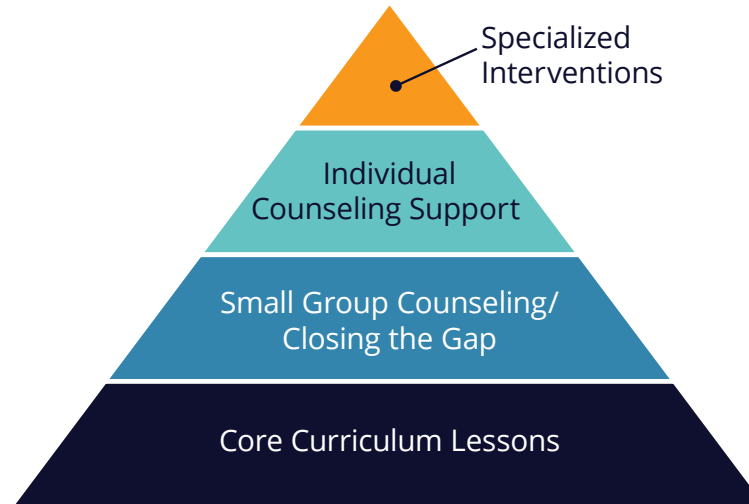 Specialized
Interventions
Individual
Counseling Support
Small Group Counseling/
Closing the Gap
Core Curriculum Lessons